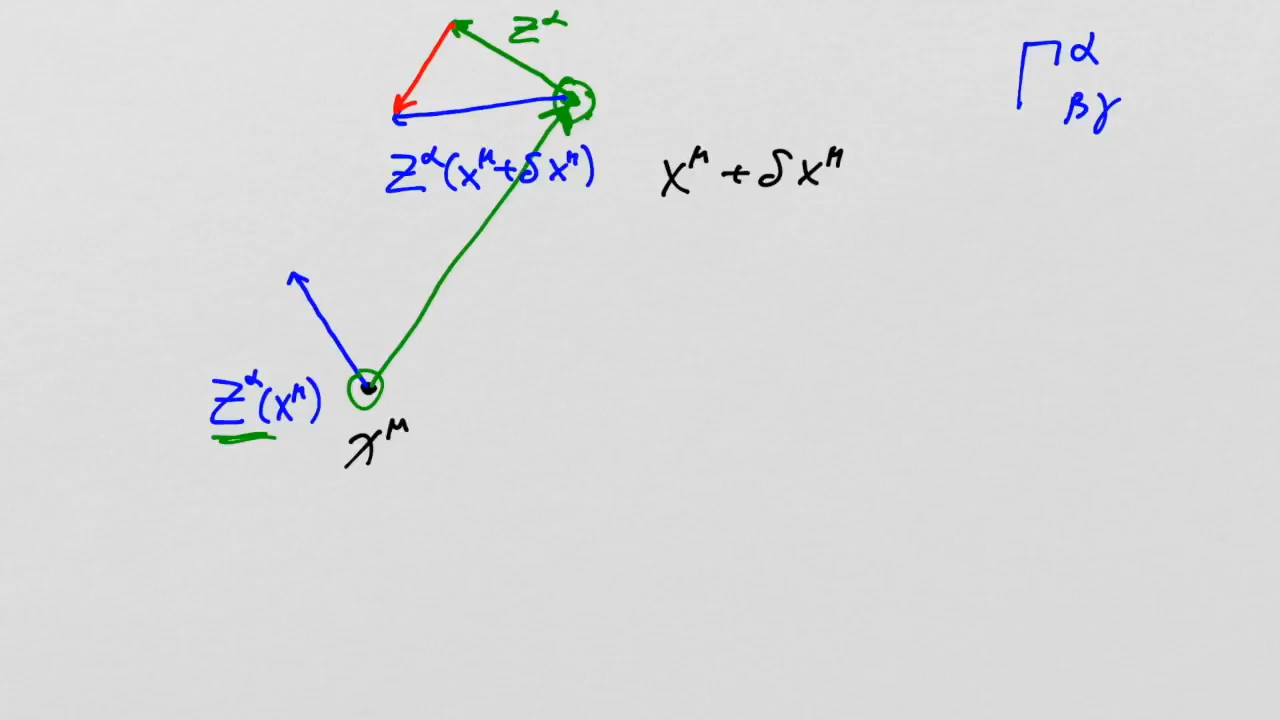 Z^α
Γ^α_βγ
Z^α(x^μ+δx^μ)
x^μ + δx^μ
Z^α(x^μ)
x^μ